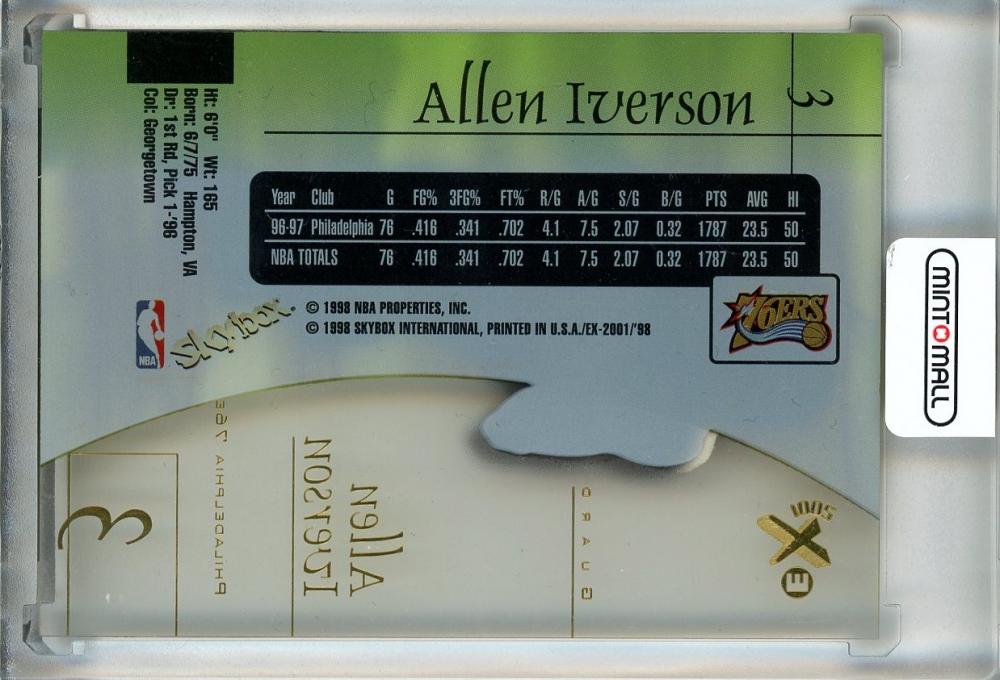 Allen Iverson
3
Ht: 6'0" Wt: 165
Born: 6/7/75 Hampton, VA
Dr: 1st Rd, Pick 1-'96
Col: Georgetown
Year Club G FG% 3FG% FT% R/G A/G S/G B/G PTS AVG HI
96-97 Philadelphia 76 .416 .341 .702 4.1 7.5 2.07 0.32 1787 23.5 50
NBA TOTALS 76 .416 .341 .702 4.1 7.5 2.07 0.32 1787 23.5 50
76ERS
NBA
SkyBox
© 1998 NBA PROPERTIES, INC.
© 1998 SKYBOX INTERNATIONAL, PRINTED IN U.S.A./EX-2001/'98
MINT MALL
3
PHILADELPHIA 76E
Allen
Iverson
GUARD
E X
2001